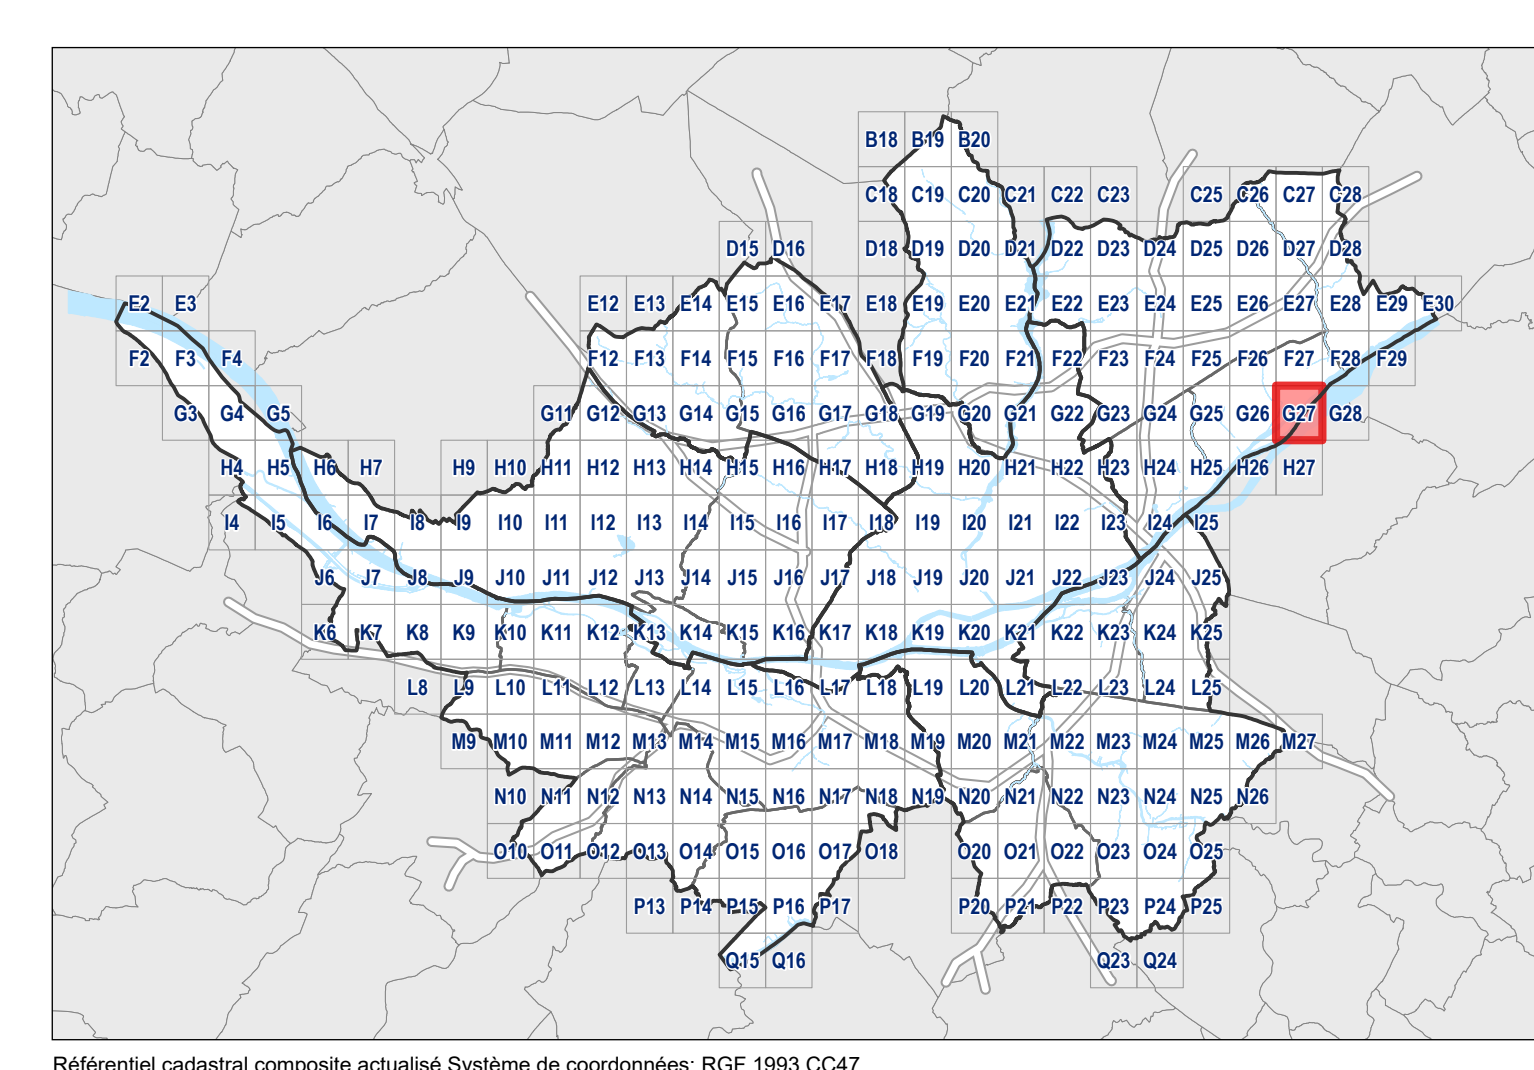 B18 B19 B20
C18 C19 C20 C21 C22 C23 C25 C26 C27 C28
D15 D16 D18 D19 D20 D21 D22 D23 D24 D25 D26 D27 D28
E2 E3 E12 E13 E14 E15 E16 E17 E18 E19 E20 E21 E22 E23 E24 E25 E26 E27 E28 E29 E30
F2 F3 F4 F12 F13 F14 F15 F16 F17 F18 F19 F20 F21 F22 F23 F24 F25 F26 F27 F28 F29
G3 G4 G5 G11 G12 G13 G14 G15 G16 G17 G18 G19 G20 G21 G22 G23 G24 G25 G26 G27 G28
H4 H5 H6 H7 H9 H10 H11 H12 H13 H14 H15 H16 H17 H18 H19 H20 H21 H22 H23 H24 H25 H26 H27
I4 I5 I6 I7 I8 I9 I10 I11 I12 I13 I14 I15 I16 I17 I18 I19 I20 I21 I22 I23 I24 I25
J6 J7 J8 J9 J10 J11 J12 J13 J14 J15 J16 J17 J18 J19 J20 J21 J22 J23 J24 J25
K6 K7 K8 K9 K10 K11 K12 K13 K14 K15 K16 K17 K18 K19 K20 K21 K22 K23 K24 K25
L8 L9 L10 L11 L12 L13 L14 L15 L16 L17 L18 L19 L20 L21 L22 L23 L24 L25
M9 M10 M11 M12 M13 M14 M15 M16 M17 M18 M19 M20 M21 M22 M23 M24 M25 M26 M27
N10 N11 N12 N13 N14 N15 N16 N17 N18 N19 N20 N21 N22 N23 N24 N25 N26
O10 O11 O12 O13 O14 O15 O16 O17 O18 O20 O21 O22 O23 O24 O25
P13 P14 P15 P16 P17 P20 P21 P22 P23 P24 P25
Q15 Q16 Q23 Q24
Référentiel cadastral composite actualisé Système de coordonnées: RGF 1993 CC47